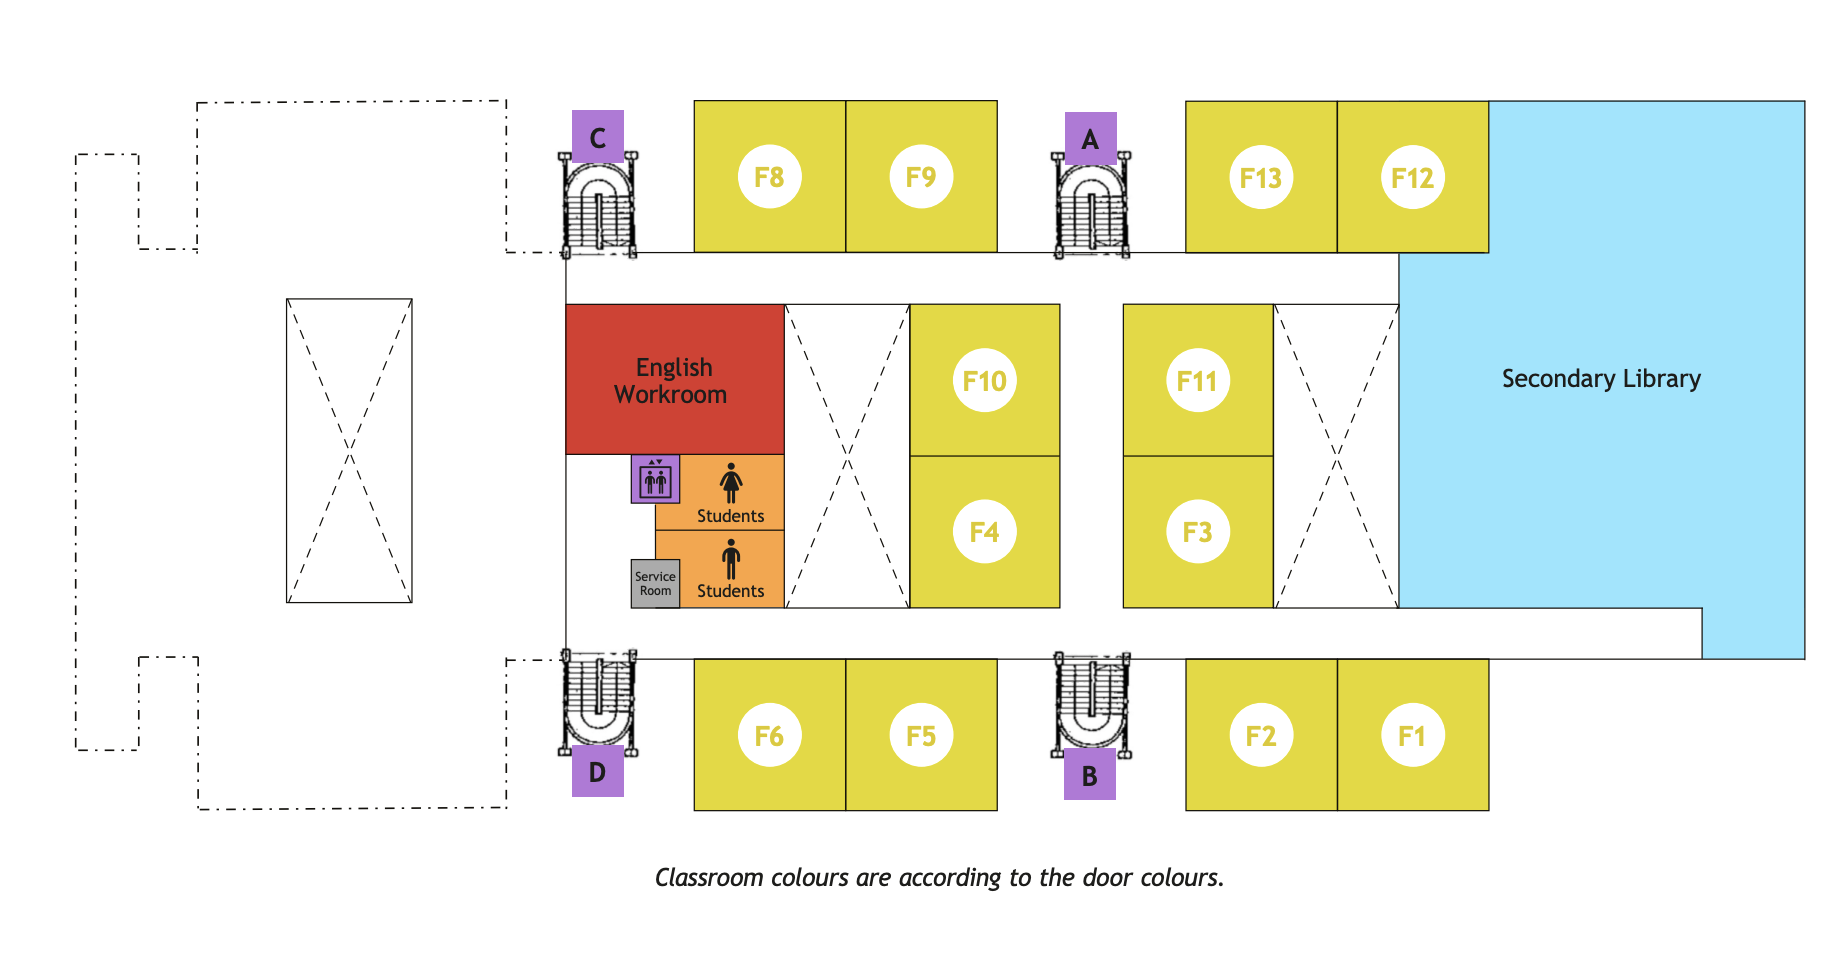 C
A
F8
F9
F13
F12
English
Workroom
F10
F11
Secondary Library
Students
F4
F3
Service
Room
Students
F6
F5
F2
F1
D
B
Classroom colours are according to the door colours.